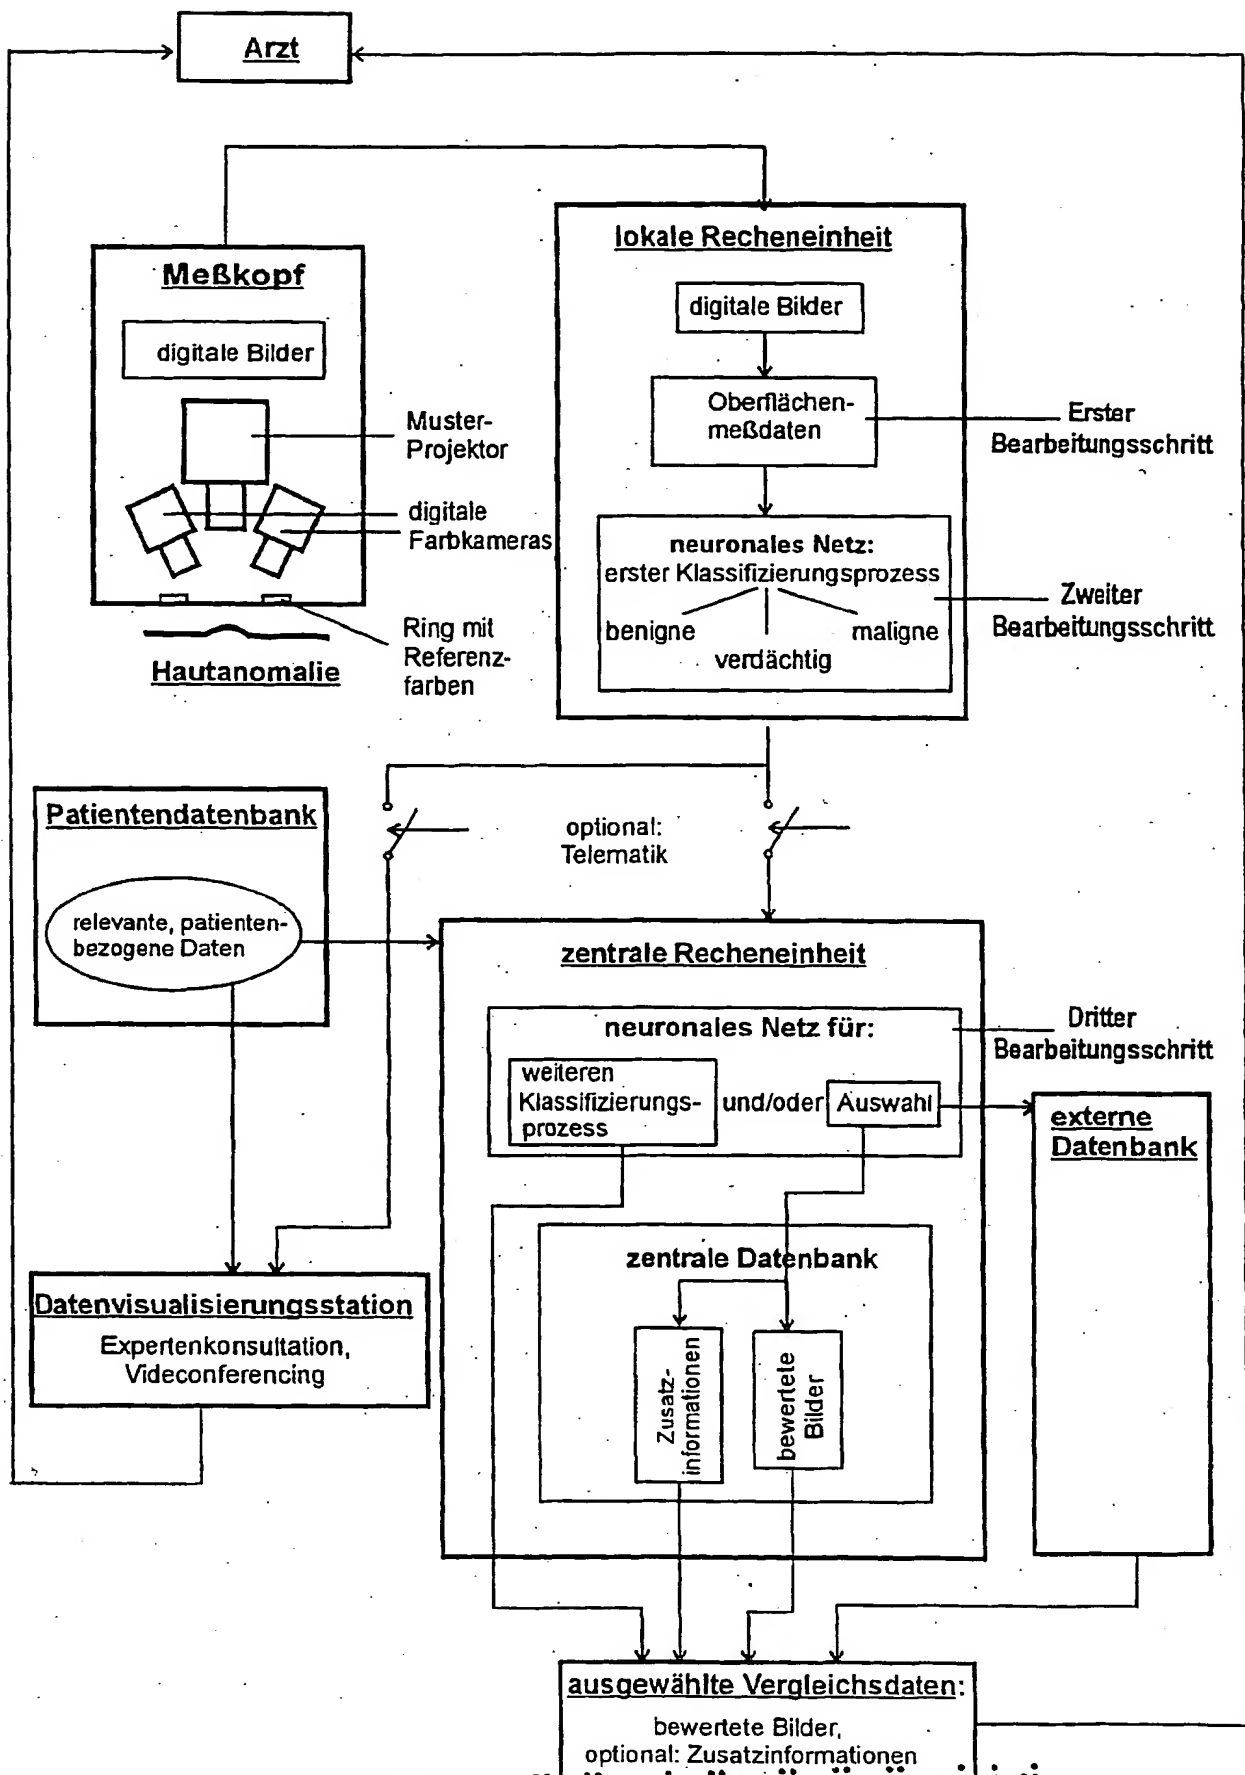 Arzt
Meßkopf
digitale Bilder
Muster-
Projektor
digitale
Farbkameras
Ring mit
Referenz-
farben
Hautanomalie
lokale Recheneinheit
digitale Bilder
Oberflächen-
meßdaten
Erster
Bearbeitungsschritt
neuronales Netz:
erster Klassifizierungsprozess
benigne
maligne
verdächtig
Zweiter
Bearbeitungsschritt
Patientendatenbank
relevante, patienten-
bezogene Daten
optional:
Telematik
zentrale Recheneinheit
neuronales Netz für:
weiteren
Klassifizierungs-
prozess
und/oder
Auswahl
Dritter
Bearbeitungsschritt
externe
Datenbank
zentrale Datenbank
Zusatz-
informationen
bewertete
Bilder
Datenvisualisierungsstation
Expertenkonsultation,
Videconferencing
ausgewählte Vergleichsdaten:
bewertete Bilder,
optional: Zusatzinformationen